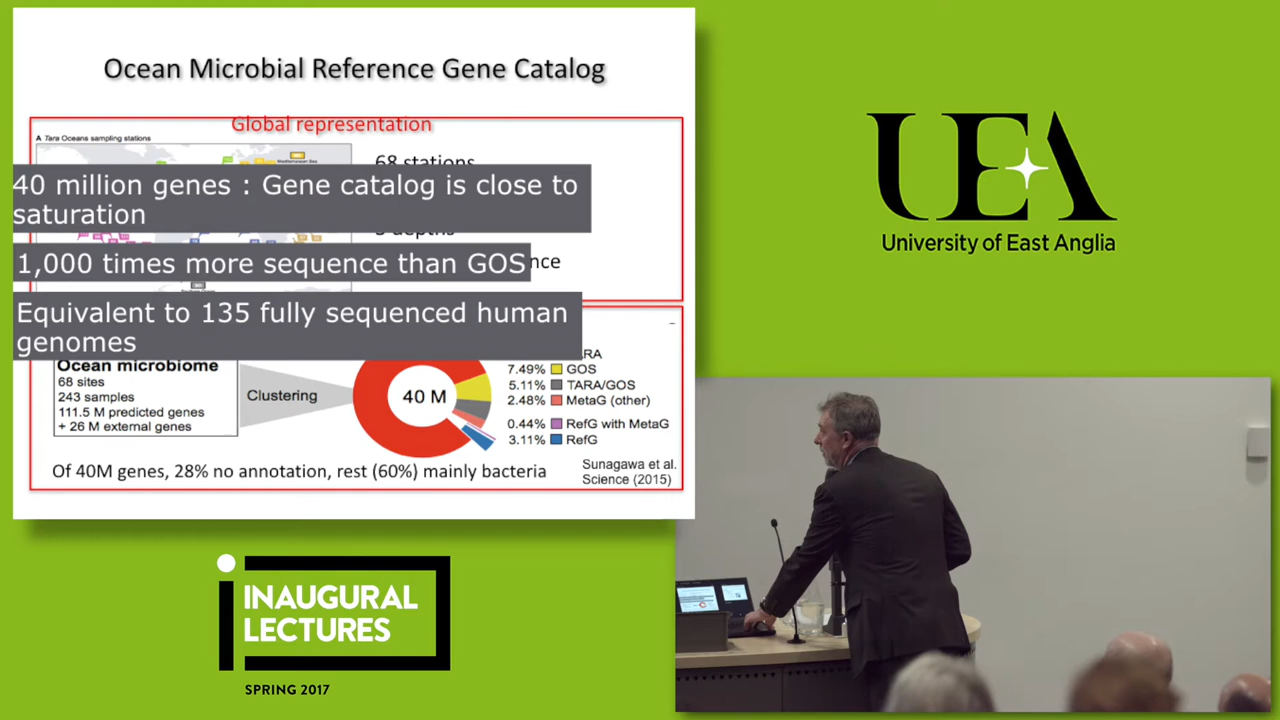 Ocean Microbial Reference Gene Catalog
Global representation
A Tara Oceans sampling stations
Mediterranean Sea
68 stations
40 million genes : Gene catalog is close to
saturation
1,000 times more sequence than GOS
Equivalent to 135 fully sequenced human
genomes
Ocean microbiome
68 sites
243 samples
111.5 M predicted genes
+ 26 M external genes
Clustering
40 M
7.49% GOS
5.11% TARA/GOS
2.48% MetaG (other)
0.44% RefG with MetaG
3.11% RefG
Of 40M genes, 28% no annotation, rest (60%) mainly bacteria
Sunagawa et al.
Science (2015)
UEA
University of East Anglia
INAUGURAL
LECTURES
SPRING 2017